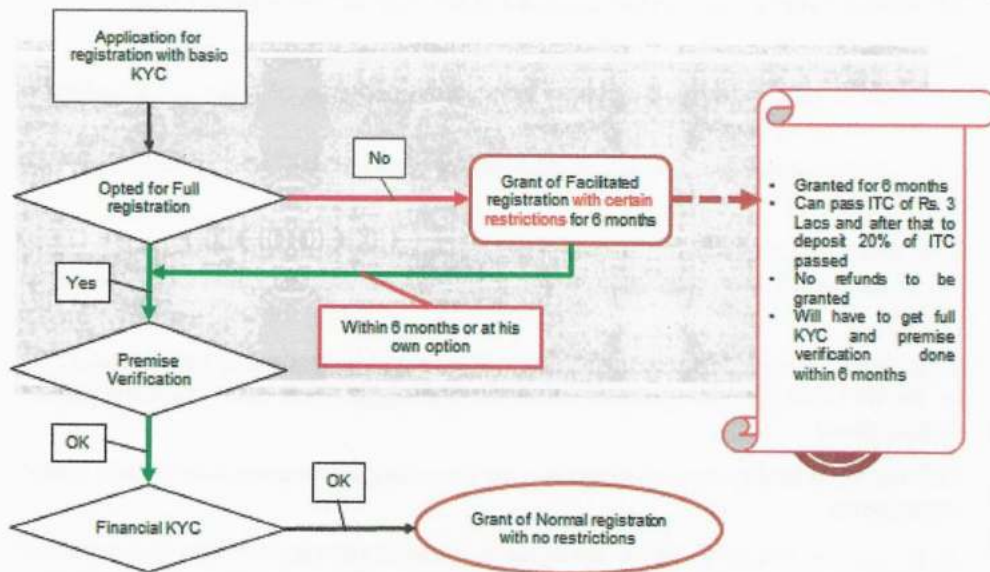 Application for
registration with basic
KYC
No
Opted for Full
registration
Grant of Facilitated
registration with certain
restrictions for 6 months
• Granted for 6 months
• Can pass ITC of Rs. 3
Lacs and after that to
deposit 20% of ITC
passed
• No refunds to be
granted
• Will have to get full
KYC and premise
verification done
within 6 months
Yes
Within 6 months or at his
own option
Premise
Verification
OK
OK
Financial KYC
Grant of Normal registration
with no restrictions